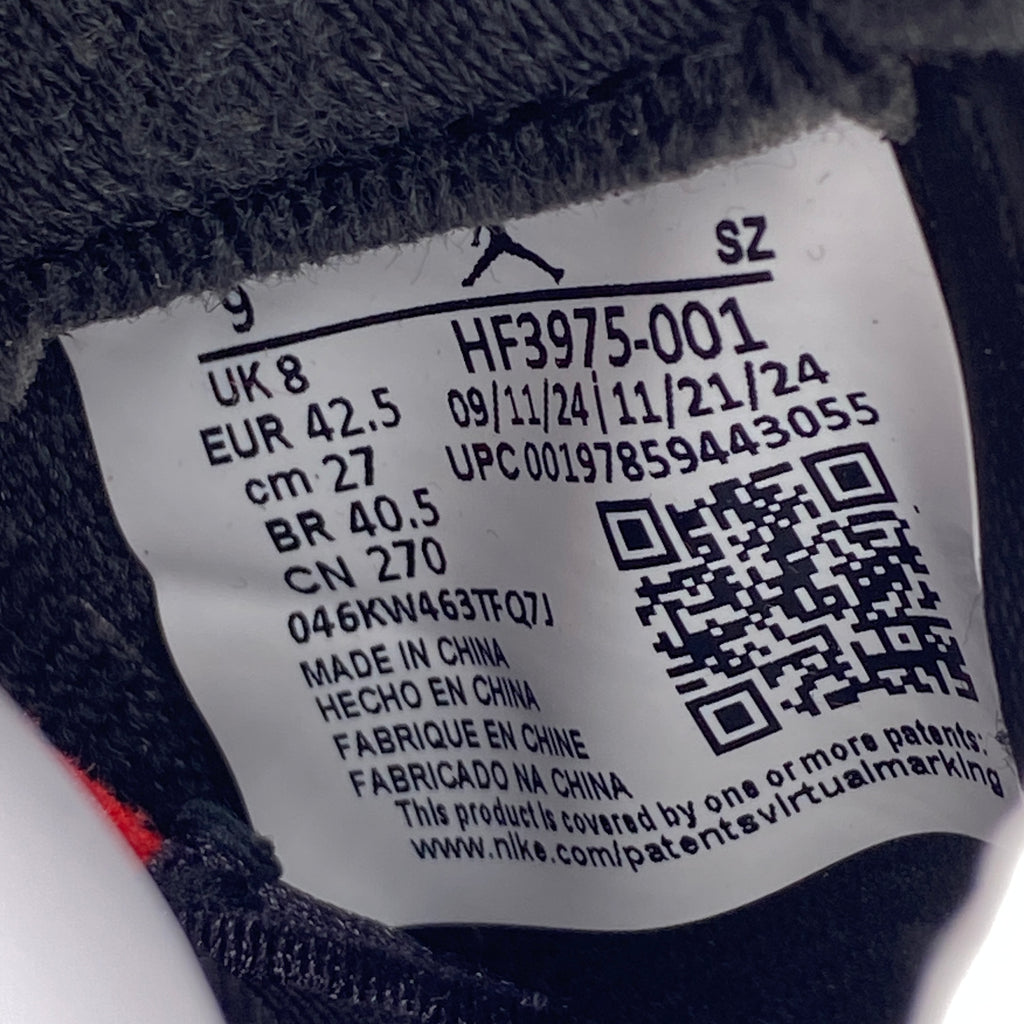 9
SZ
UK 8
EUR 42.5
cm 27
BR 40.5
CN 270
HF3975-001
09/11/24|11/21/24
UPC 00197859443055
046KW463TFQ7J
MADE IN CHINA
HECHO EN CHINA
FABRIQUE EN CHINE
FABRICADO NA CHINA
This product is covered by one or more patents:
www.nike.com/patentsvirtualmarking